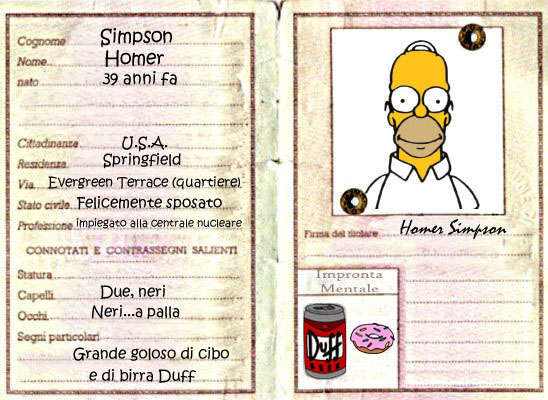 Cognome Simpson
Nome Homer
nato 39 anni fa
Cittadinanza U.S.A.
Residenza Springfield
Via Evergreen Terrace (quartiere)
Stato civile Felicemente sposato
Professione impiegato alla centrale nucleare
CONNOTATI E CONTRASSEGNI SALIENTI
Statura
Capelli Due, neri
Occhi Neri...a palla
Segni particolari
Grande goloso di cibo
e di birra Duff
Firma del titolare Homer Simpson
Impronta
Mentale
Duff